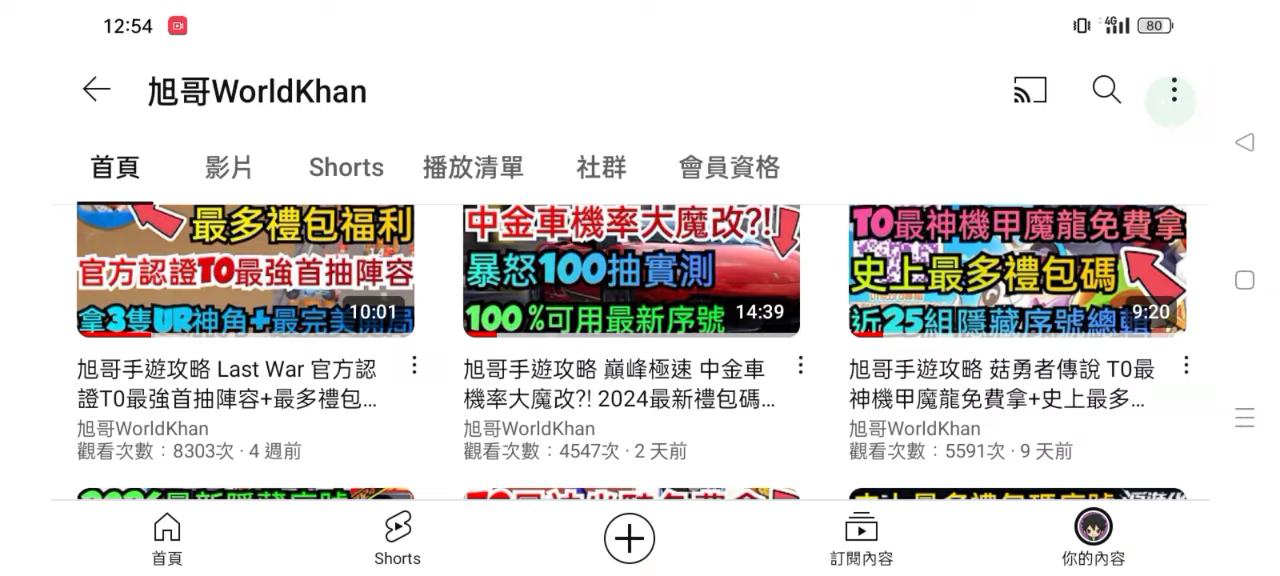 12:54
4G
80
旭哥WorldKhan
首頁
影片
Shorts
播放清單
社群
會員資格
最多禮包福利
官方認證T0最強首抽陣容
拿3隻UR神角+最完美開局
10:01
中金車機率大魔改?!
暴怒100抽實測
100%可用最新序號
14:39
T0最神機甲魔龍免費拿
史上最多禮包碼
近25組隱藏序號總輯
9:20
旭哥手遊攻略 Last War 官方認
證T0最強首抽陣容+最多禮包...
旭哥WorldKhan
觀看次數：8303次 · 4 週前
旭哥手遊攻略 巔峰極速 中金車
機率大魔改?! 2024最新禮包碼...
旭哥WorldKhan
觀看次數：4547次 · 2 天前
旭哥手遊攻略 菇勇者傳說 T0最
神機甲魔龍免費拿+史上最多...
旭哥WorldKhan
觀看次數：5591次 · 9 天前
首頁
Shorts
訂閱內容
你的內容